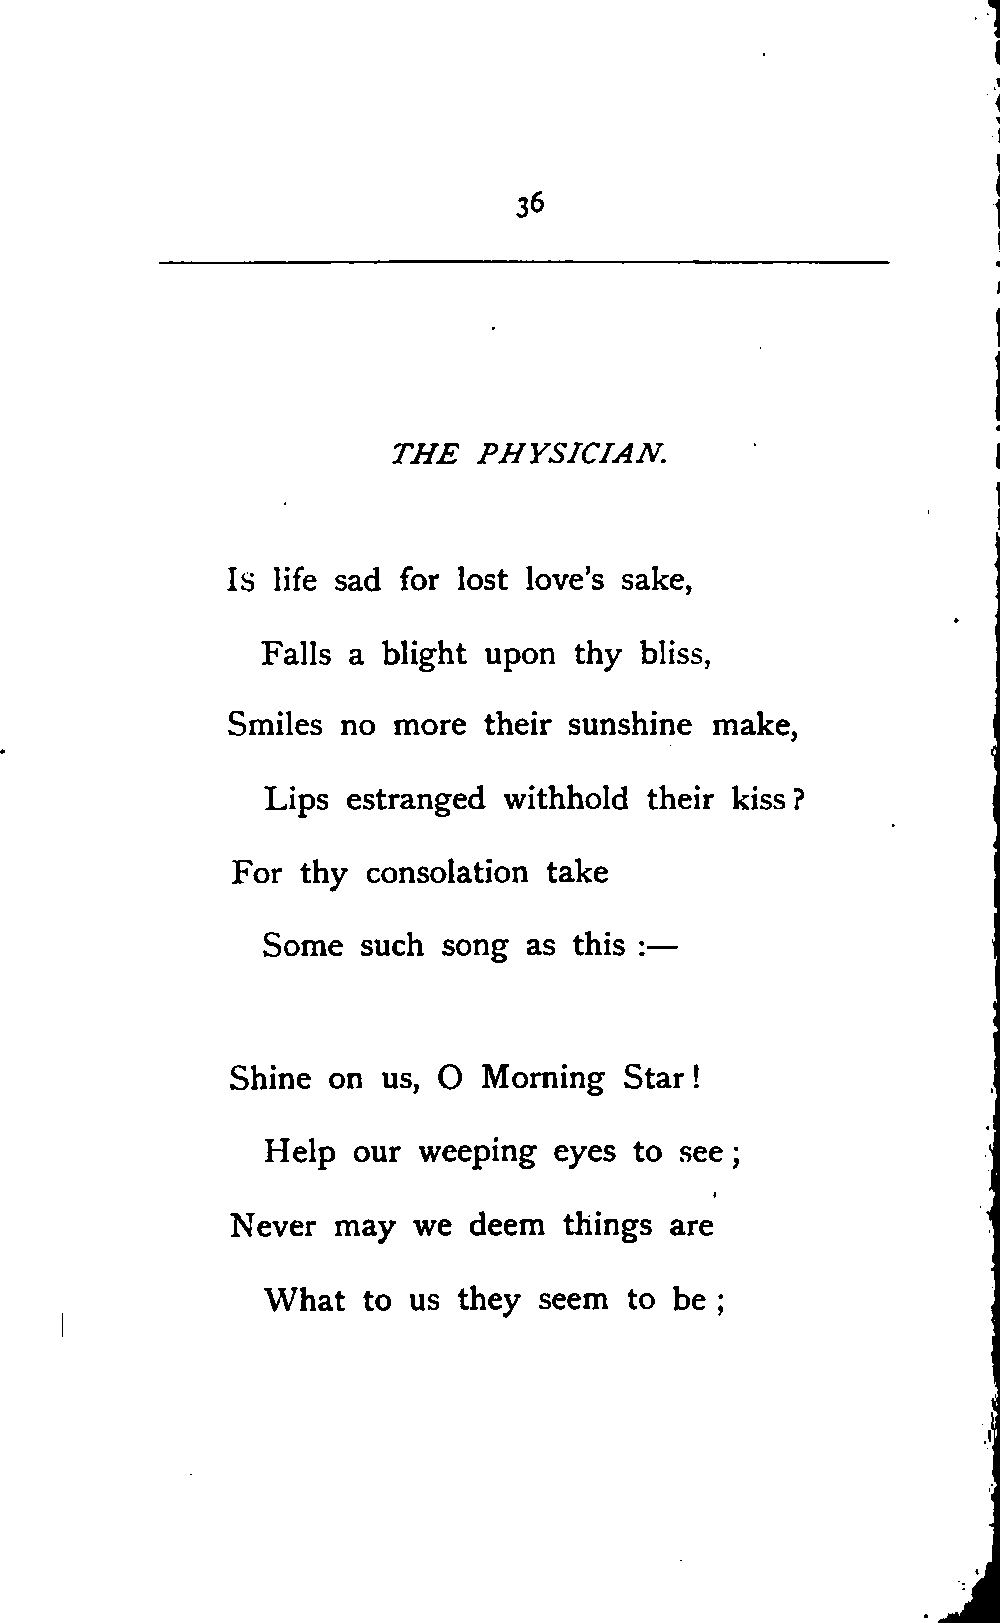 36
THE PHYSICIAN.
Is life sad for lost love's sake,
Falls a blight upon thy bliss,
Smiles no more their sunshine make,
Lips estranged withhold their kiss?
For thy consolation take
Some such song as this :—
Shine on us, O Morning Star!
Help our weeping eyes to see;
Never may we deem things are
What to us they seem to be;